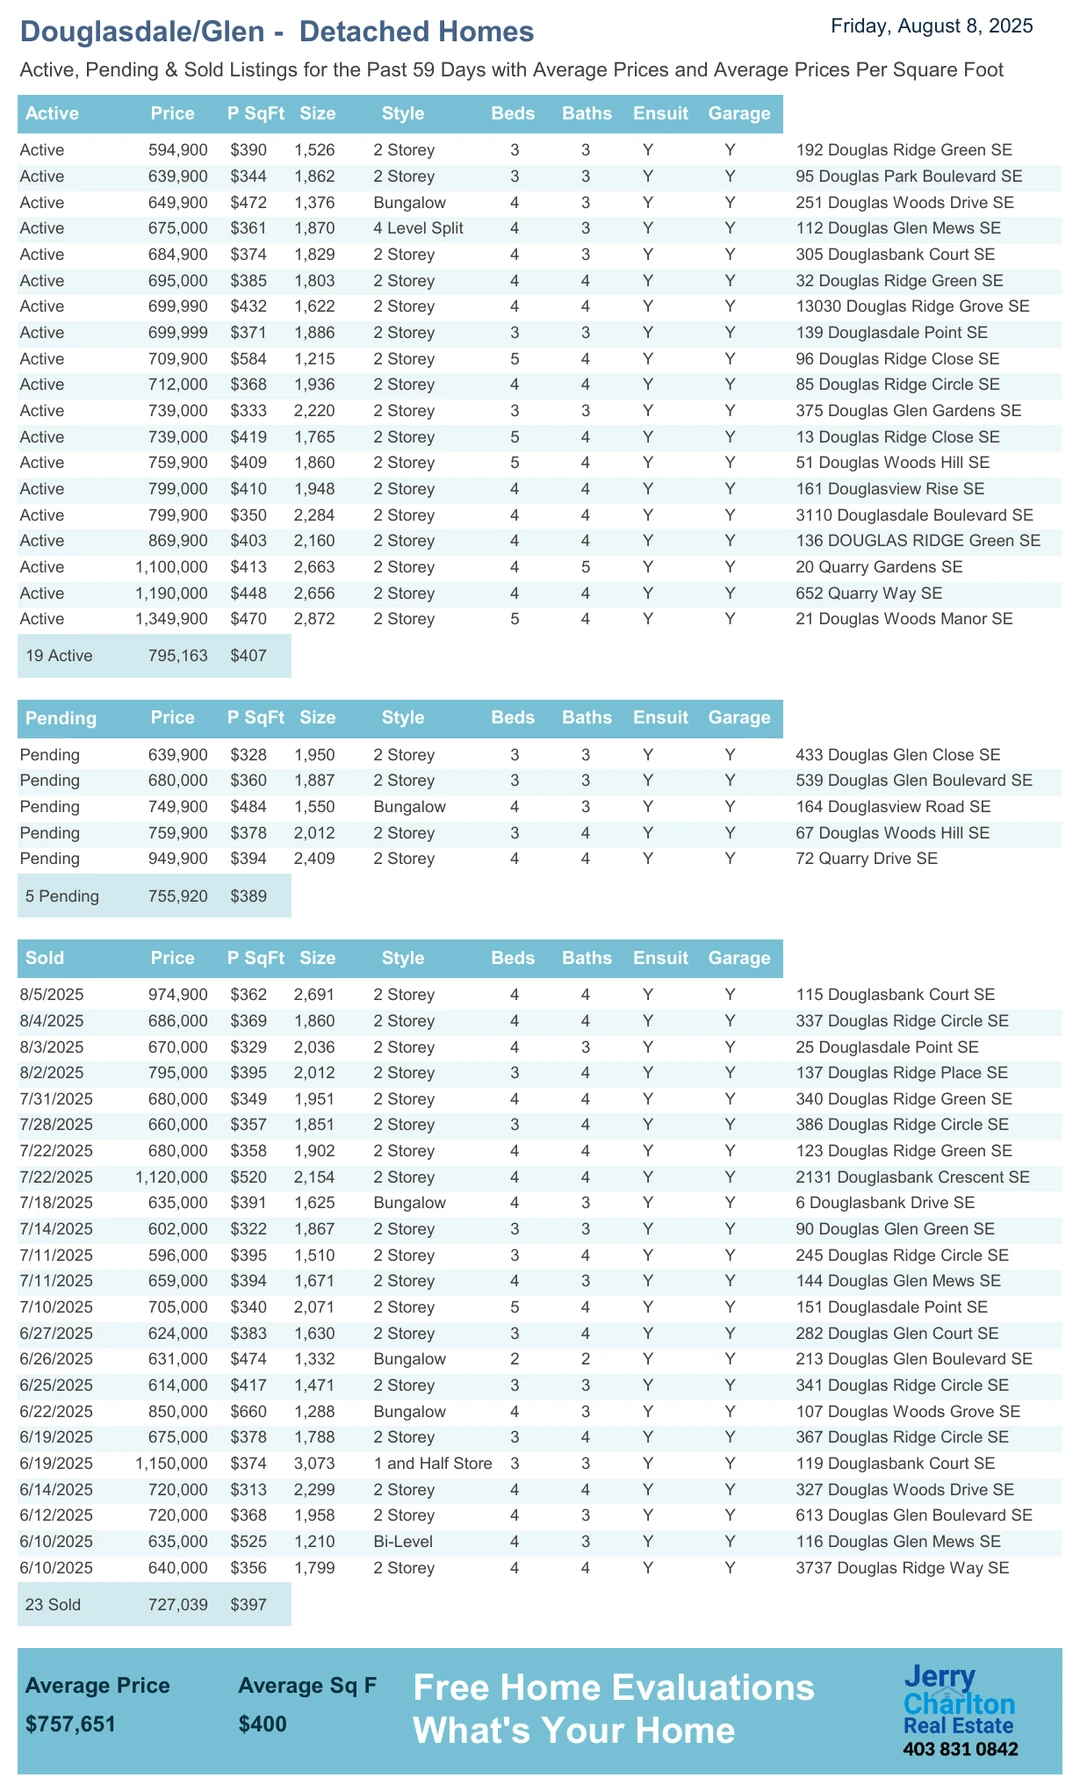 Douglasdale/Glen -  Detached Homes
Friday, August 8, 2025
Active, Pending & Sold Listings for the Past 59 Days with Average Prices and Average Prices Per Square Foot
Active Price P SqFt Size Style Beds Baths Ensuit Garage
Active 594,900 $390 1,526 2 Storey 3 3 Y Y 192 Douglas Ridge Green SE
Active 639,900 $344 1,862 2 Storey 3 3 Y Y 95 Douglas Park Boulevard SE
Active 649,900 $472 1,376 Bungalow 4 3 Y Y 251 Douglas Woods Drive SE
Active 675,000 $361 1,870 4 Level Split 4 3 Y Y 112 Douglas Glen Mews SE
Active 684,900 $374 1,829 2 Storey 4 3 Y Y 305 Douglasbank Court SE
Active 695,000 $385 1,803 2 Storey 4 4 Y Y 32 Douglas Ridge Green SE
Active 699,990 $432 1,622 2 Storey 4 4 Y Y 13030 Douglas Ridge Grove SE
Active 699,999 $371 1,886 2 Storey 3 3 Y Y 139 Douglasdale Point SE
Active 709,900 $584 1,215 2 Storey 5 4 Y Y 96 Douglas Ridge Close SE
Active 712,000 $368 1,936 2 Storey 4 4 Y Y 85 Douglas Ridge Circle SE
Active 739,000 $333 2,220 2 Storey 3 3 Y Y 375 Douglas Glen Gardens SE
Active 739,000 $419 1,765 2 Storey 5 4 Y Y 13 Douglas Ridge Close SE
Active 759,900 $409 1,860 2 Storey 5 4 Y Y 51 Douglas Woods Hill SE
Active 799,000 $410 1,948 2 Storey 4 4 Y Y 161 Douglasview Rise SE
Active 799,900 $350 2,284 2 Storey 4 4 Y Y 3110 Douglasdale Boulevard SE
Active 869,900 $403 2,160 2 Storey 4 4 Y Y 136 DOUGLAS RIDGE Green SE
Active 1,100,000 $413 2,663 2 Storey 4 5 Y Y 20 Quarry Gardens SE
Active 1,190,000 $448 2,656 2 Storey 4 4 Y Y 652 Quarry Way SE
Active 1,349,900 $470 2,872 2 Storey 5 4 Y Y 21 Douglas Woods Manor SE
19 Active 795,163 $407
Pending Price P SqFt Size Style Beds Baths Ensuit Garage
Pending 639,900 $328 1,950 2 Storey 3 3 Y Y 433 Douglas Glen Close SE
Pending 680,000 $360 1,887 2 Storey 3 3 Y Y 539 Douglas Glen Boulevard SE
Pending 749,900 $484 1,550 Bungalow 4 3 Y Y 164 Douglasview Road SE
Pending 759,900 $378 2,012 2 Storey 3 4 Y Y 67 Douglas Woods Hill SE
Pending 949,900 $394 2,409 2 Storey 4 4 Y Y 72 Quarry Drive SE
5 Pending 755,920 $389
Sold Price P SqFt Size Style Beds Baths Ensuit Garage
8/5/2025 974,900 $362 2,691 2 Storey 4 4 Y Y 115 Douglasbank Court SE
8/4/2025 686,000 $369 1,860 2 Storey 4 4 Y Y 337 Douglas Ridge Circle SE
8/3/2025 670,000 $329 2,036 2 Storey 4 3 Y Y 25 Douglasdale Point SE
8/2/2025 795,000 $395 2,012 2 Storey 3 4 Y Y 137 Douglas Ridge Place SE
7/31/2025 680,000 $349 1,951 2 Storey 4 4 Y Y 340 Douglas Ridge Green SE
7/28/2025 660,000 $357 1,851 2 Storey 3 4 Y Y 386 Douglas Ridge Circle SE
7/22/2025 680,000 $358 1,902 2 Storey 4 4 Y Y 123 Douglas Ridge Green SE
7/22/2025 1,120,000 $520 2,154 2 Storey 4 4 Y Y 2131 Douglasbank Crescent SE
7/18/2025 635,000 $391 1,625 Bungalow 4 3 Y Y 6 Douglasbank Drive SE
7/14/2025 602,000 $322 1,867 2 Storey 3 3 Y Y 90 Douglas Glen Green SE
7/11/2025 596,000 $395 1,510 2 Storey 3 4 Y Y 245 Douglas Ridge Circle SE
7/11/2025 659,000 $394 1,671 2 Storey 4 3 Y Y 144 Douglas Glen Mews SE
7/10/2025 705,000 $340 2,071 2 Storey 5 4 Y Y 151 Douglasdale Point SE
6/27/2025 624,000 $383 1,630 2 Storey 3 4 Y Y 282 Douglas Glen Court SE
6/26/2025 631,000 $474 1,332 Bungalow 2 2 Y Y 213 Douglas Glen Boulevard SE
6/25/2025 614,000 $417 1,471 2 Storey 3 3 Y Y 341 Douglas Ridge Circle SE
6/22/2025 850,000 $660 1,288 Bungalow 4 3 Y Y 107 Douglas Woods Grove SE
6/19/2025 675,000 $378 1,788 2 Storey 3 4 Y Y 367 Douglas Ridge Circle SE
6/19/2025 1,150,000 $374 3,073 1 and Half Store 3 3 Y Y 119 Douglasbank Court SE
6/14/2025 720,000 $313 2,299 2 Storey 4 4 Y Y 327 Douglas Woods Drive SE
6/12/2025 720,000 $368 1,958 2 Storey 4 3 Y Y 613 Douglas Glen Boulevard SE
6/10/2025 635,000 $525 1,210 Bi-Level 4 3 Y Y 116 Douglas Glen Mews SE
6/10/2025 640,000 $356 1,799 2 Storey 4 4 Y Y 3737 Douglas Ridge Way SE
23 Sold 727,039 $397
Average Price Average Sq F
$757,651 $400
Free Home Evaluations
What's Your Home
Jerry
Charlton
Real Estate
403 831 0842